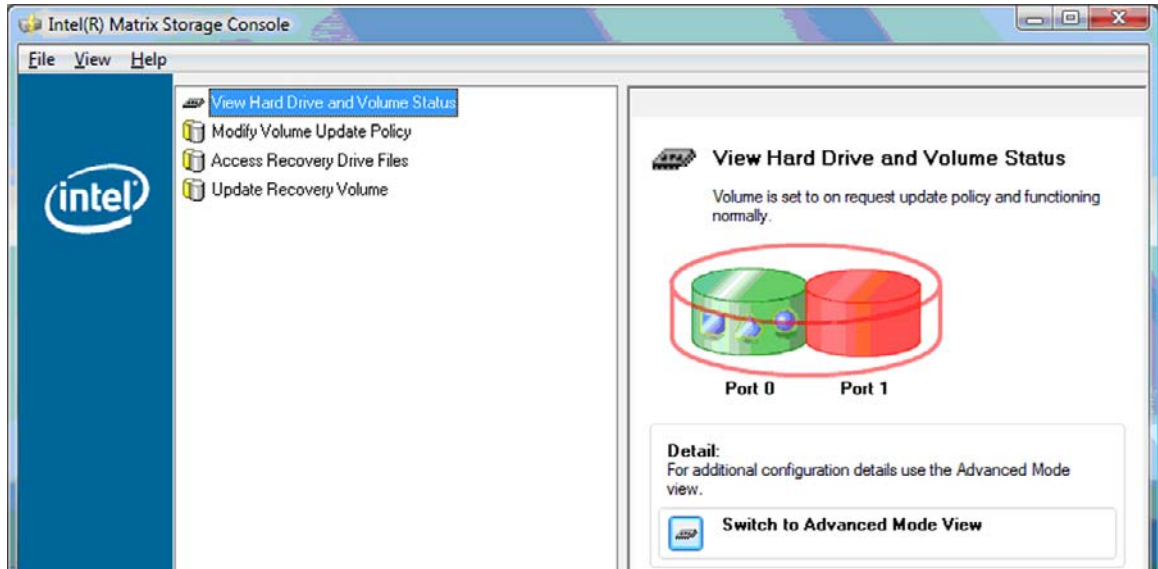 Intel(R) Matrix Storage Console
File View Help
intel
View Hard Drive and Volume Status
Modify Volume Update Policy
Access Recovery Drive Files
Update Recovery Volume
View Hard Drive and Volume Status
Volume is set to on request update policy and functioning
normally.
Port 0 Port 1
Detail:
For additional configuration details use the Advanced Mode
view.
Switch to Advanced Mode View